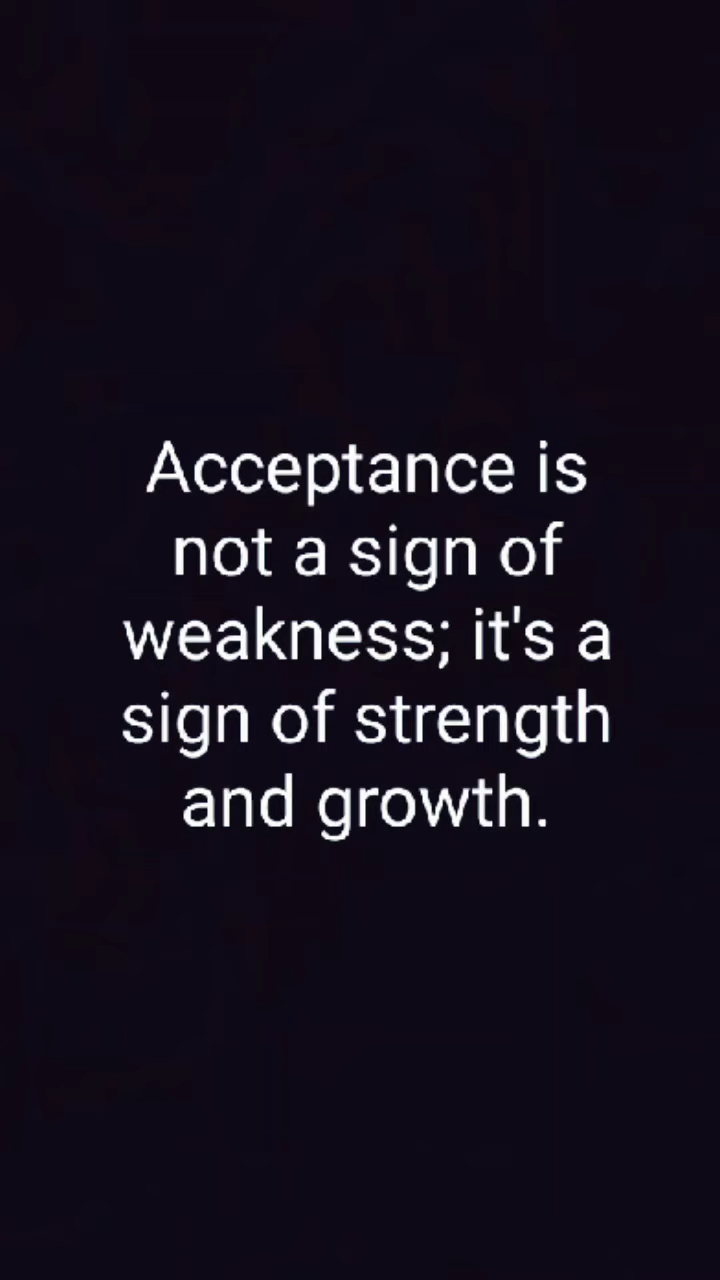 Acceptance is
not a sign of
weakness; it's a
sign of strength
and growth.